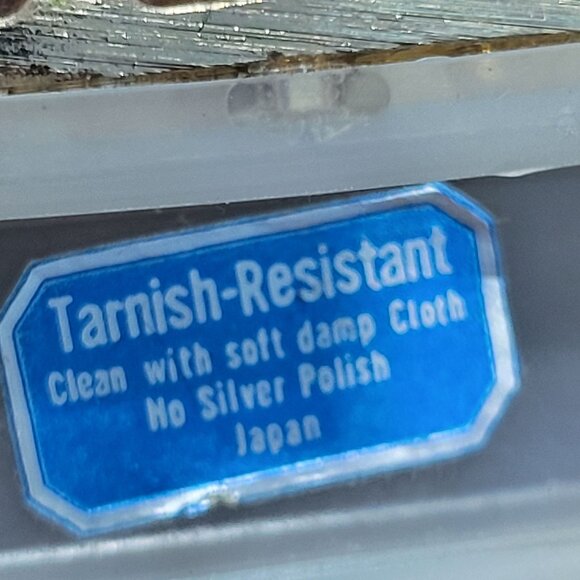 Tarnish-Resistant
Clean with soft damp Cloth
No Silver Polish
Japan